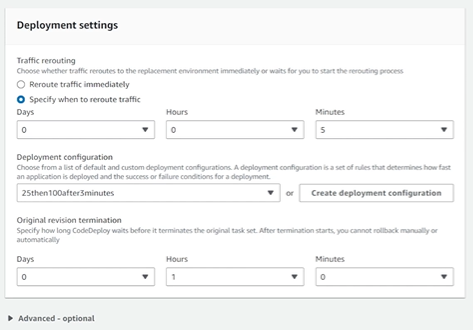 Deployment settings
Traffic rerouting
Choose whether traffic reroutes to the replacement environment immediately or waits for you to start the rerouting process
Reroute traffic immediately
Specify when to reroute traffic
Days Hours Minutes
0 0 5
Deployment configuration
Choose from a list of default and custom deployment configurations. A deployment configuration is a set of rules that determines how fast
an application is deployed and the success or failure conditions for a deployment.
25then100after3minutes or Create deployment configuration
Original revision termination
Specify how long CodeDeploy waits before it terminates the original task set. After termination starts, you cannot rollback manually or
automatically
Days Hours Minutes
0 1 0
Advanced - optional